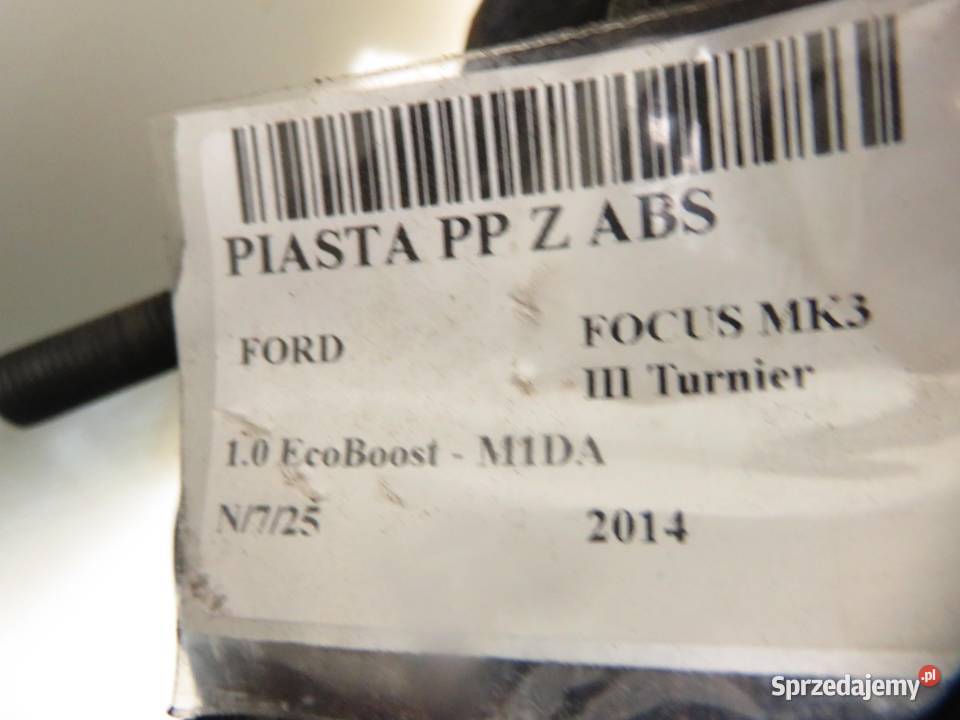 PIASTA PP Z ABS
FORD
FOCUS MK3
III Turnier
1.0 EcoBoost - M1DA
N/7/25
2014
Sprzedajemy.pl